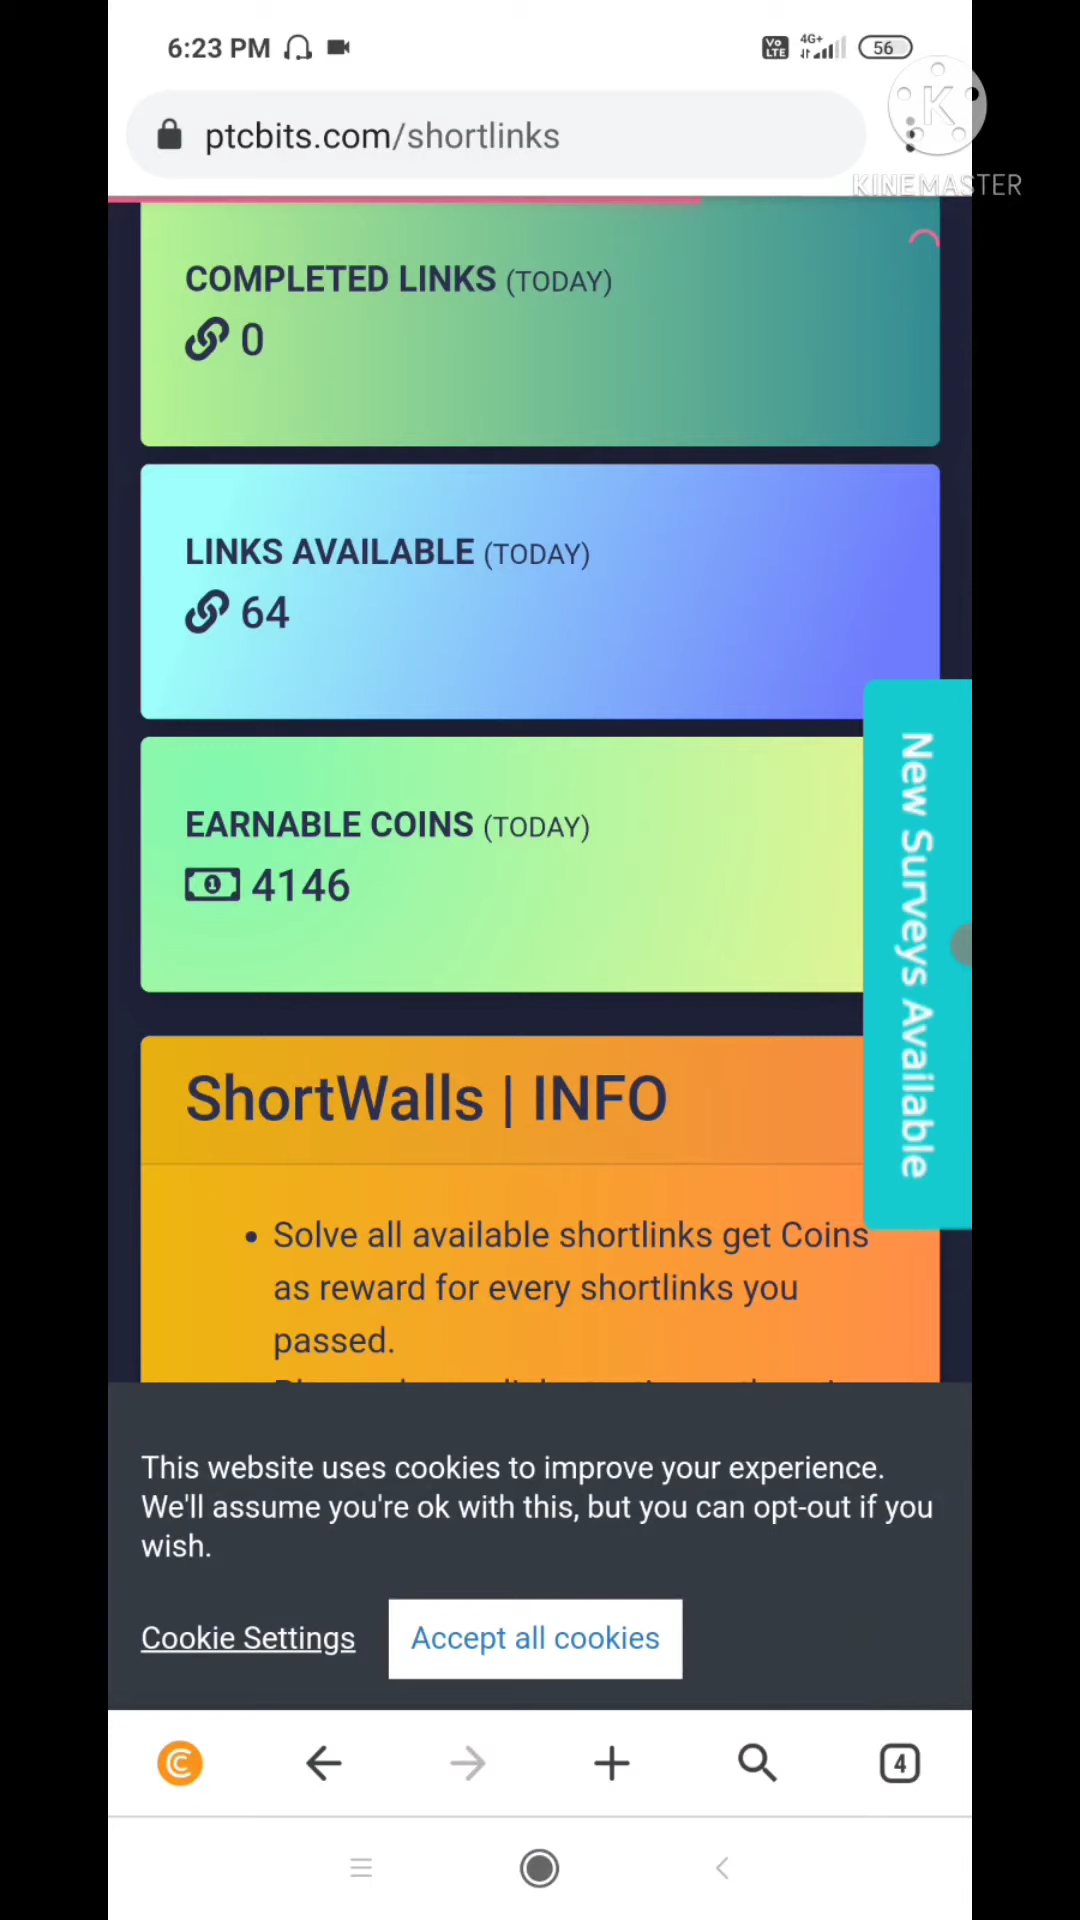 6:23 PM
Vo
LTE
4G+
56
K
ptcbits.com/shortlinks
KINEMASTER
COMPLETED LINKS (TODAY)
0
LINKS AVAILABLE (TODAY)
64
EARNABLE COINS (TODAY)
4146
New Surveys Available
ShortWalls | INFO
• Solve all available shortlinks get Coins
as reward for every shortlinks you
passed.
This website uses cookies to improve your experience.
We'll assume you're ok with this, but you can opt-out if you
wish.
Cookie Settings
Accept all cookies
4